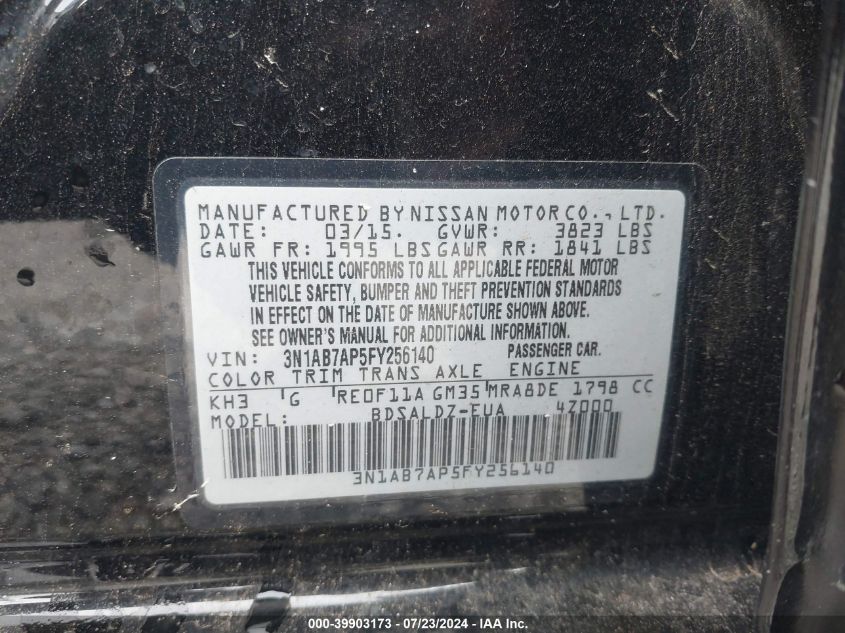 MANUFACTURED BY NISSAN MOTOR CO., LTD.
DATE: 03/15. GVWR: 3823 LBS
GAWR FR: 1995 LBS GAWR RR: 1841 LBS
THIS VEHICLE CONFORMS TO ALL APPLICABLE FEDERAL MOTOR
VEHICLE SAFETY, BUMPER AND THEFT PREVENTION STANDARDS
IN EFFECT ON THE DATE OF MANUFACTURE SHOWN ABOVE.
SEE OWNER'S MANUAL FOR ADDITIONAL INFORMATION.
VIN: 3N1AB7AP5FY256140 PASSENGER CAR.
COLOR TRIM TRANS AXLE ENGINE
KH3 G RE0F11A GM35 MRA8DE 1798 CC
MODEL: BDSALDZ-EUA 4Z000
3N1AB7AP5FY256140
000-39903173 - 07/23/2024 - IAA Inc.